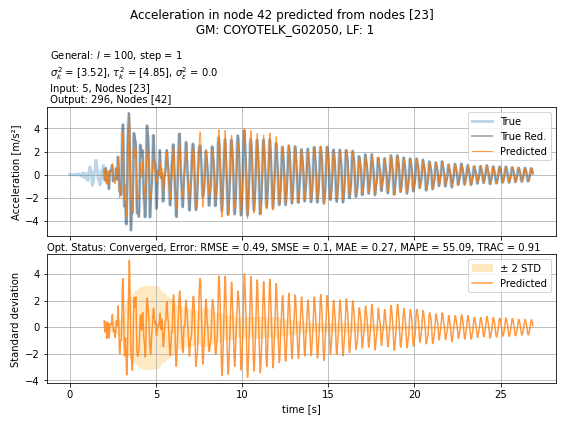 Acceleration in node 42 predicted from nodes [23]
GM: COYOTELK_G02050, LF: 1
General: l = 100, step = 1
σ²ₖ = [3.52], τ²ₖ = [4.85], σ²ε = 0.0
Input: 5, Nodes [23]
Output: 296, Nodes [42]
Acceleration [m/s²]
4
2
0
−2
−4
True
True Red.
Predicted
Opt. Status: Converged, Error: RMSE = 0.49, SMSE = 0.1, MAE = 0.27, MAPE = 55.09, TRAC = 0.91
Standard deviation
4
2
0
−2
−4
± 2 STD
Predicted
0 5 10 15 20 25
time [s]